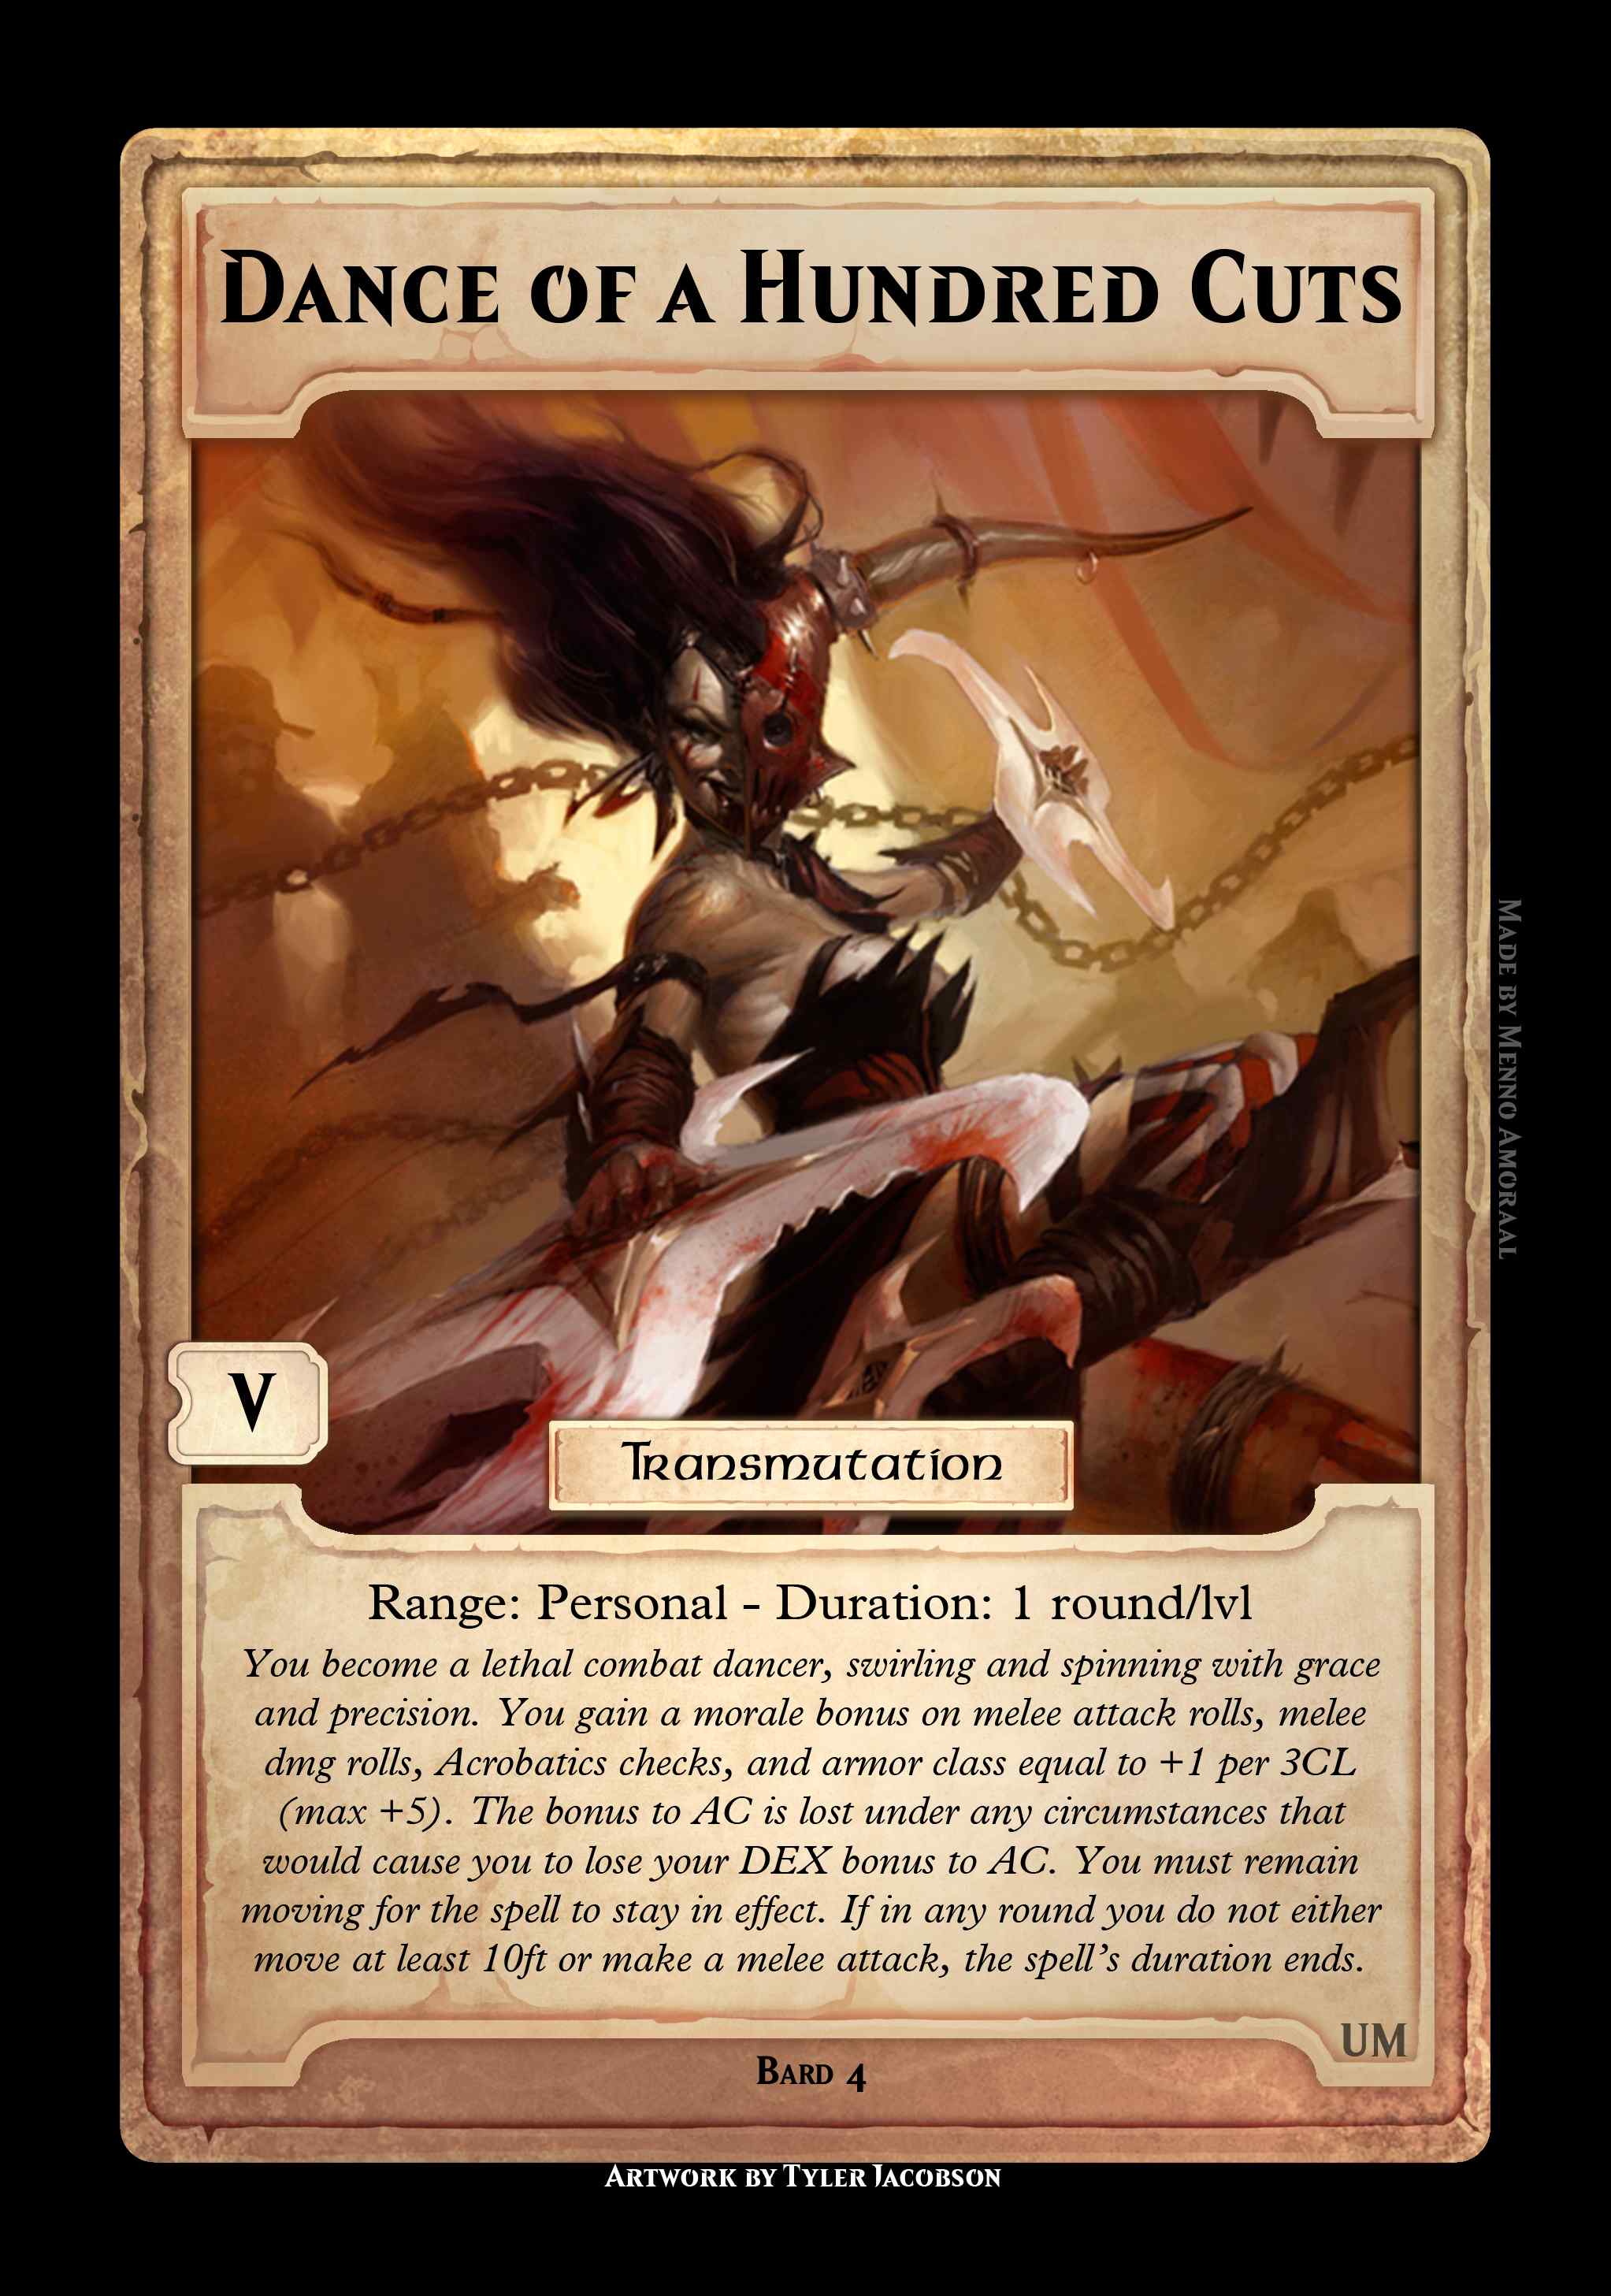 Dance of a Hundred Cuts
Made by Menno Amoraal
V
Transmutation
Range: Personal - Duration: 1 round/lvl
You become a lethal combat dancer, swirling and spinning with grace
and precision. You gain a morale bonus on melee attack rolls, melee
dmg rolls, Acrobatics checks, and armor class equal to +1 per 3CL
(max +5). The bonus to AC is lost under any circumstances that
would cause you to lose your DEX bonus to AC. You must remain
moving for the spell to stay in effect. If in any round you do not either
move at least 10ft or make a melee attack, the spell’s duration ends.
UM
Bard 4
Artwork by Tyler Jacobson